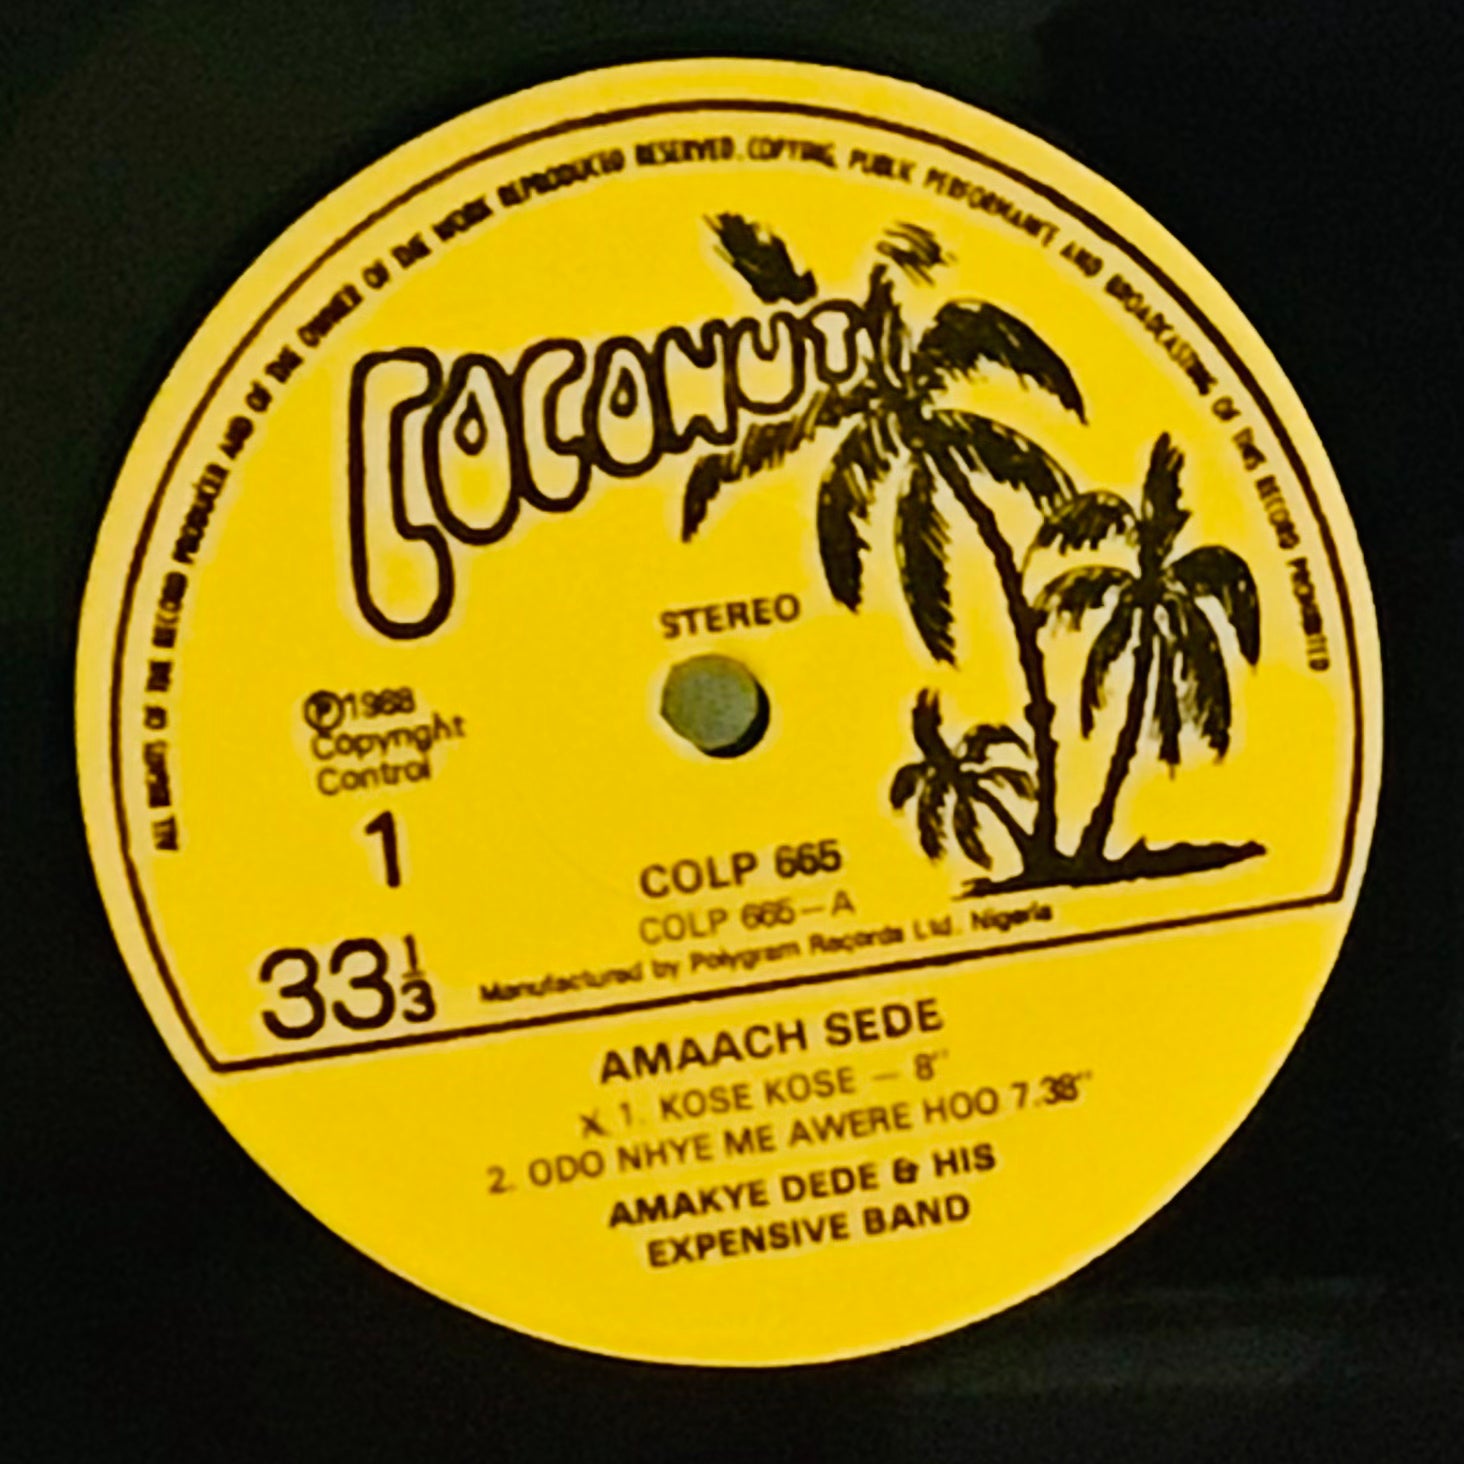 ALL RIGHTS OF THE RECORD PRODUCER AND OF THE OWNER OF THE WORK REPRODUCED RESERVED. COPYING, PUBLIC PERFORMANCE AND BROADCASTING OF THIS RECORD PROHIBITED
COCONUT
STEREO
Ⓟ1988
Copyright
Control
1
33⅓
COLP 665
COLP 665-A
Manufactured by Polygram Records Ltd. Nigeria
AMAACH SEDE
X 1. KOSE KOSE — 8"
2. ODO NHYE ME AWERE HOO 7.38"
AMAKYE DEDE & HIS
EXPENSIVE BAND